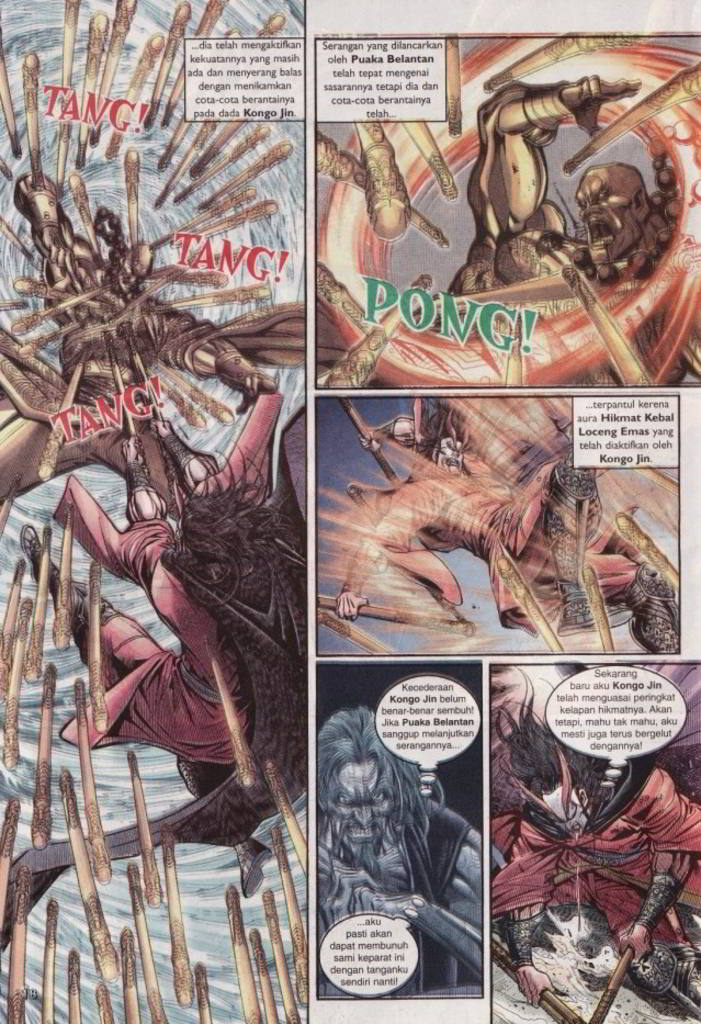 ...dia telah mengaktifkan
kekuatannya yang masih
ada dan menyerang balas
dengan menikamkan
cota-cota berantainya
pada dada Kongo Jin.
TANG!
TANG!
TANG!
Serangan yang dilancarkan
oleh Puaka Belantan
telah tepat mengenai
sasarannya tetapi dia dan
cota-cota berantainya
telah...
PONG!
...terpantul kerena
aura Hikmat Kebal
Loceng Emas yang
telah diaktifkan oleh
Kongo Jin.
Kecederaan
Kongo Jin belum
benar-benar sembuh!
Jika Puaka Belantan
sanggup melanjutkan
serangannya...
...aku
pasti akan
dapat membunuh
sami keparat ini
dengan tanganku
sendiri nanti!
Sekarang
baru aku Kongo Jin
telah menguasai peringkat
kelapan hikmatnya. Akan
tetapi, mahu tak mahu, aku
mesti juga terus bergelut
dengannya!